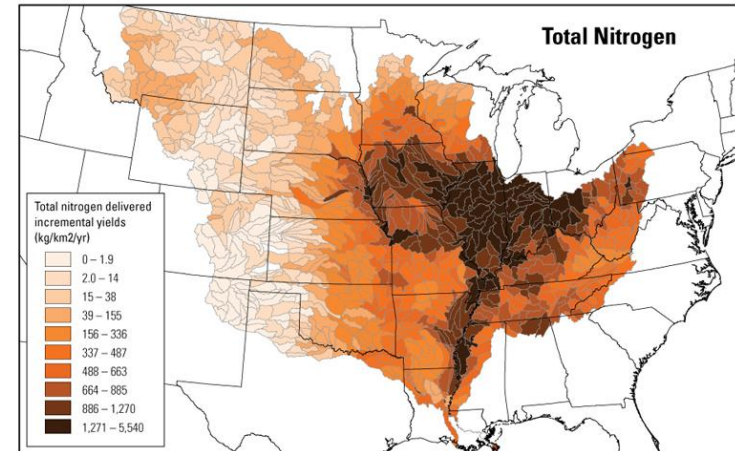 Total Nitrogen
Total nitrogen delivered
incremental yields
(kg/km2/yr)
0 – 1.9
2.0 – 14
15 – 38
39 – 155
156 – 336
337 – 487
488 – 663
664 – 885
886 – 1,270
1,271 – 5,540